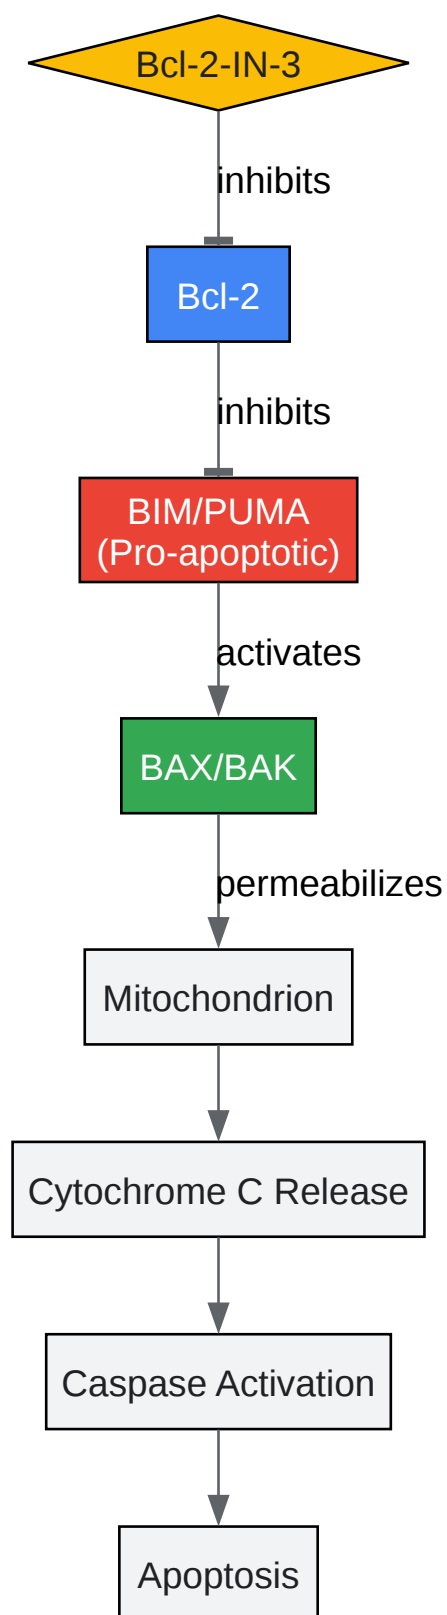 Bcl-2-IN-3
inhibits
Bcl-2
inhibits
BIM/PUMA
(Pro-apoptotic)
activates
BAX/BAK
permeabilizes
Mitochondrion
Cytochrome C Release
Caspase Activation
Apoptosis